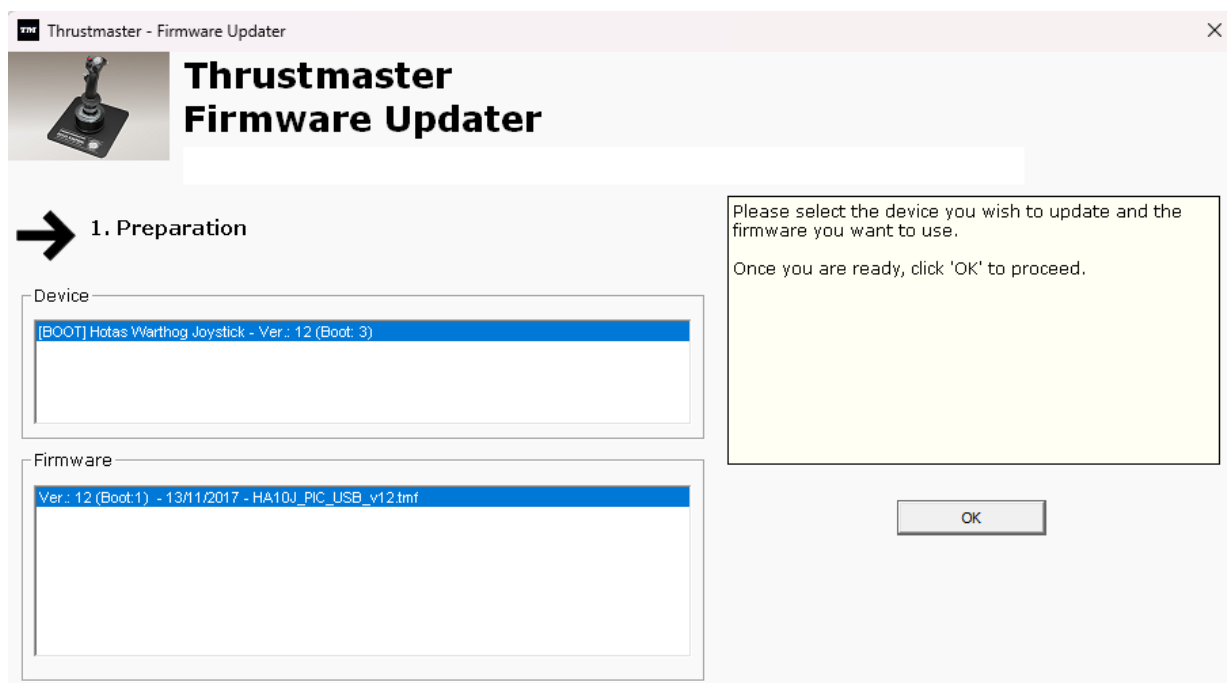 Thrustmaster - Firmware Updater
Thrustmaster
Firmware Updater
1. Preparation
Please select the device you wish to update and the
firmware you want to use.
Once you are ready, click 'OK' to proceed.
Device
[BOOT] Hotas Warthog Joystick - Ver.: 12 (Boot: 3)
Firmware
Ver.: 12 (Boot:1) - 13/11/2017 - HA10J_PIC_USB_v12.tmf
OK